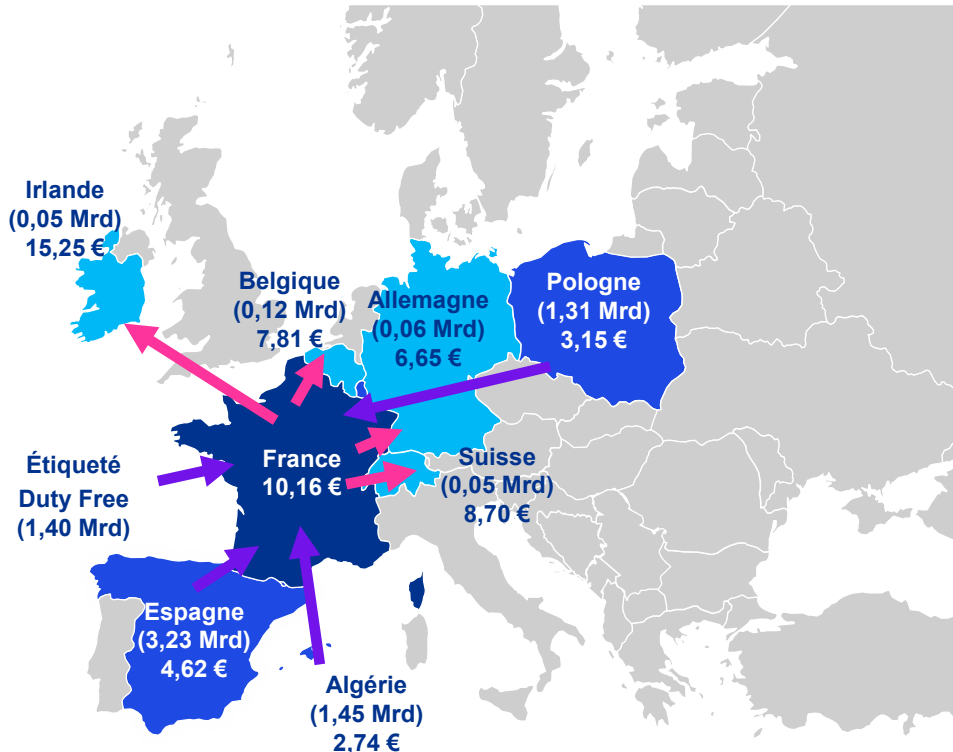 Irlande
(0,05 Mrd)
15,25 €
Belgique
(0,12 Mrd)
7,81 €
Allemagne
(0,06 Mrd)
6,65 €
Pologne
(1,31 Mrd)
3,15 €
Étiqueté
Duty Free
(1,40 Mrd)
France
10,16 €
Suisse
(0,05 Mrd)
8,70 €
Espagne
(3,23 Mrd)
4,62 €
Algérie
(1,45 Mrd)
2,74 €